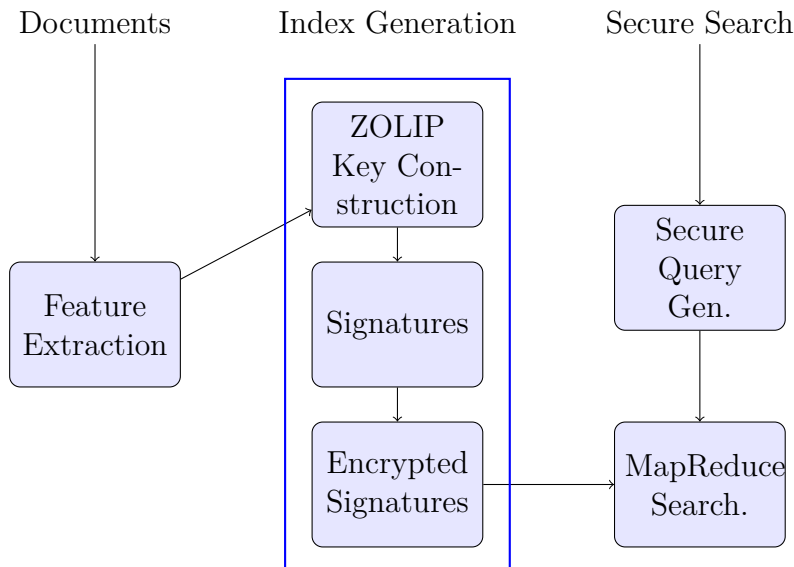 Documents
Index Generation
Secure Search
ZOLIP
Key Con-
struction
Secure
Query
Gen.
Feature
Extraction
Signatures
Encrypted
Signatures
MapReduce
Search.